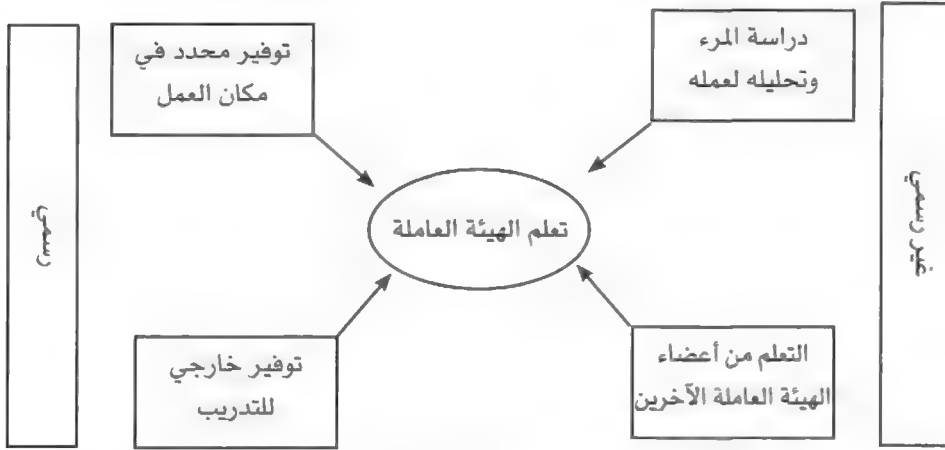 غير رسمي
دراسة المرء
وتحليله لعمله
توفير محدد في
مكان العمل
رسمي
تعلم الهيئة العاملة
التعلم من أعضاء
الهيئة العاملة الآخرين
توفير خارجي
للتدريب